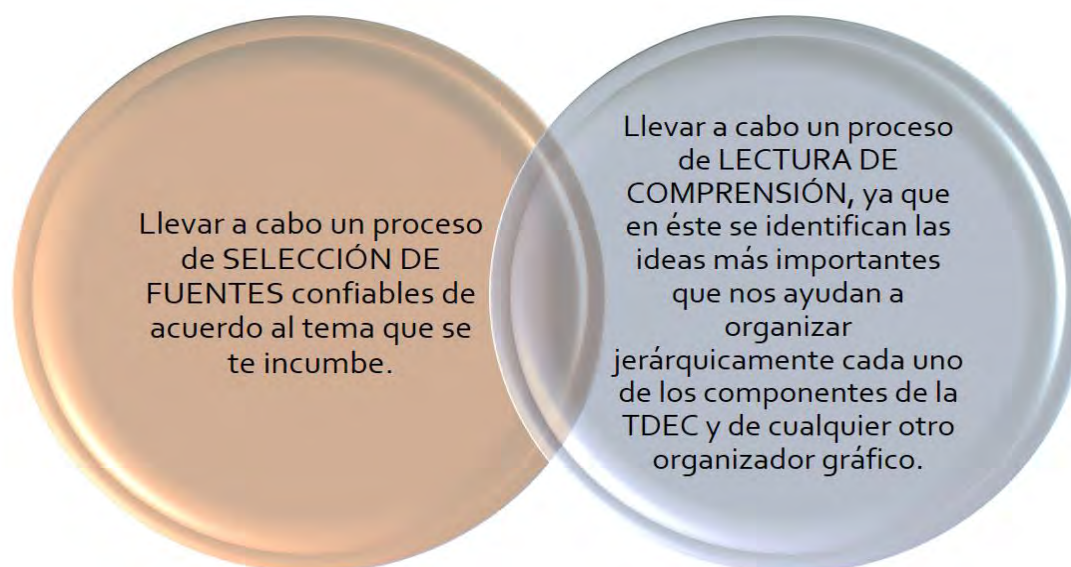 Llevar a cabo un proceso
de SELECCIÓN DE
FUENTES confiables de
acuerdo al tema que se
te incumbe.
Llevar a cabo un proceso
de LECTURA DE
COMPRENSIÓN, ya que
en éste se identifican las
ideas más importantes
que nos ayudan a
organizar
jerárquicamente cada uno
de los componentes de la
TDEC y de cualquier otro
organizador gráfico.